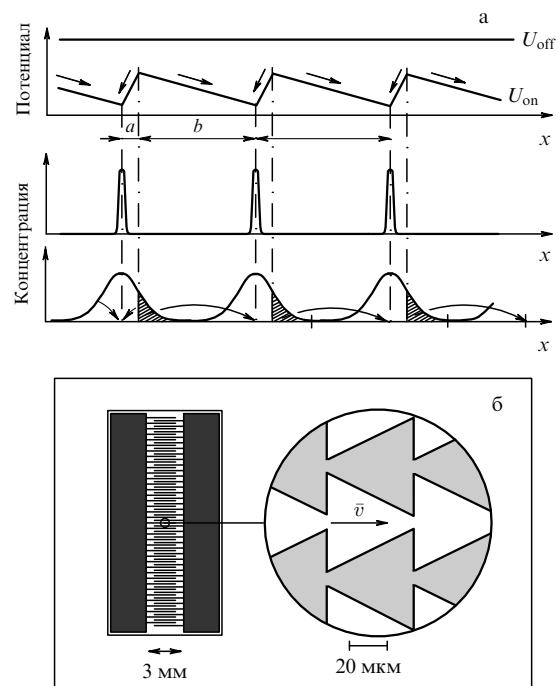 а
Потенциал
U_off
U_on
a
b
x
Концентрация
x
x
б
v̄
3 мм
20 мкм